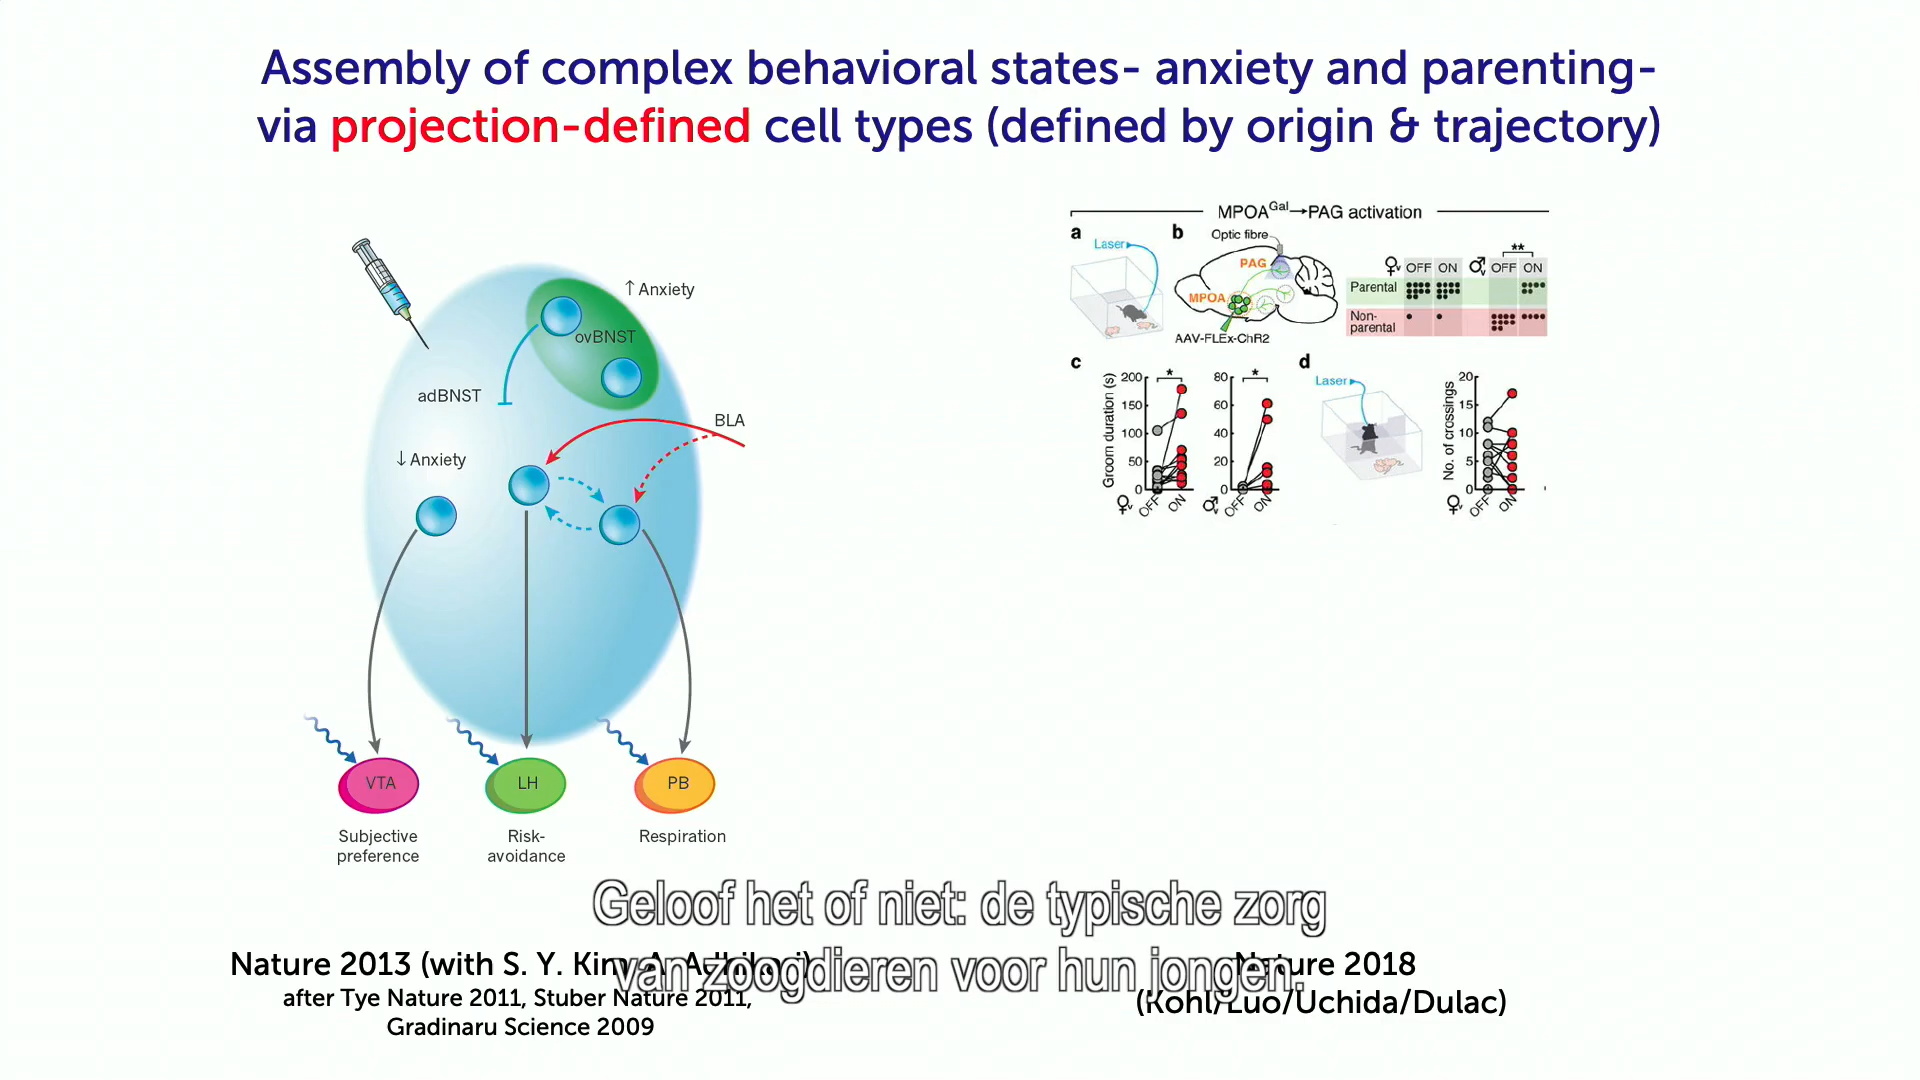 Assembly of complex behavioral states- anxiety and parenting-
via projection-defined cell types (defined by origin & trajectory)
↑Anxiety
ovBNST
adBNST
BLA
↓Anxiety
VTA
LH
PB
Subjective
preference
Risk-
avoidance
Respiration
MPOAGal→PAG activation
a
Laser
b
Optic fibre
PAG
MPOA
AAV-FLEx-ChR2
**
♀v OFF ON ♂v OFF ON
Parental
Non-
parental
c
Groom duration (s)
200
150
100
50
0
*
♀v OFF ON
80
60
40
20
0
*
♂v OFF ON
d
Laser
No. of crossings
20
15
10
5
0
♀v OFF ON
Geloof het of niet: de typische zorg
van zoogdieren voor hun jongen.
Nature 2013 (with S. Y. Kim, A. Adhikari)
after Tye Nature 2011, Stuber Nature 2011,
Gradinaru Science 2009
Nature 2018
(Kohl/Luo/Uchida/Dulac)